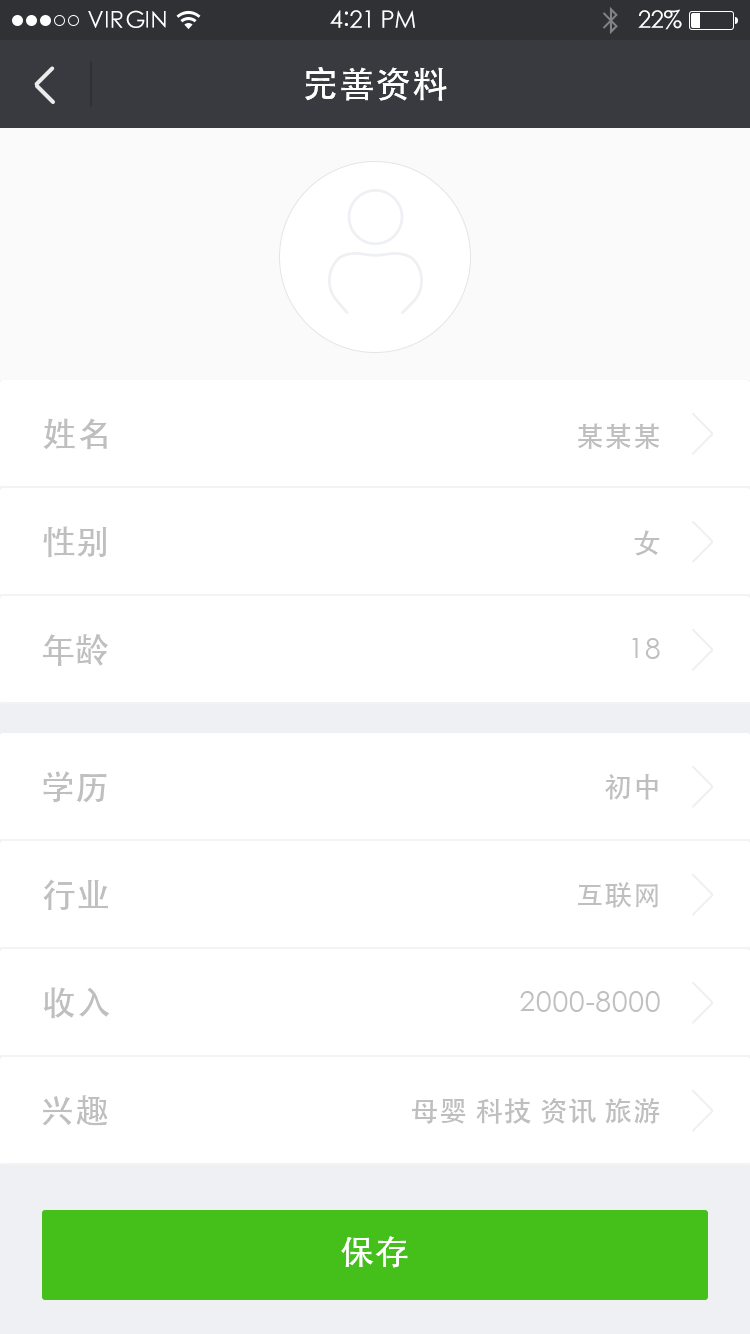 VIRGIN 4:21 PM 22%
完善资料
姓名 某某某
性别 女
年龄 18
学历 初中
行业 互联网
收入 2000-8000
兴趣 母婴 科技 资讯 旅游
保存